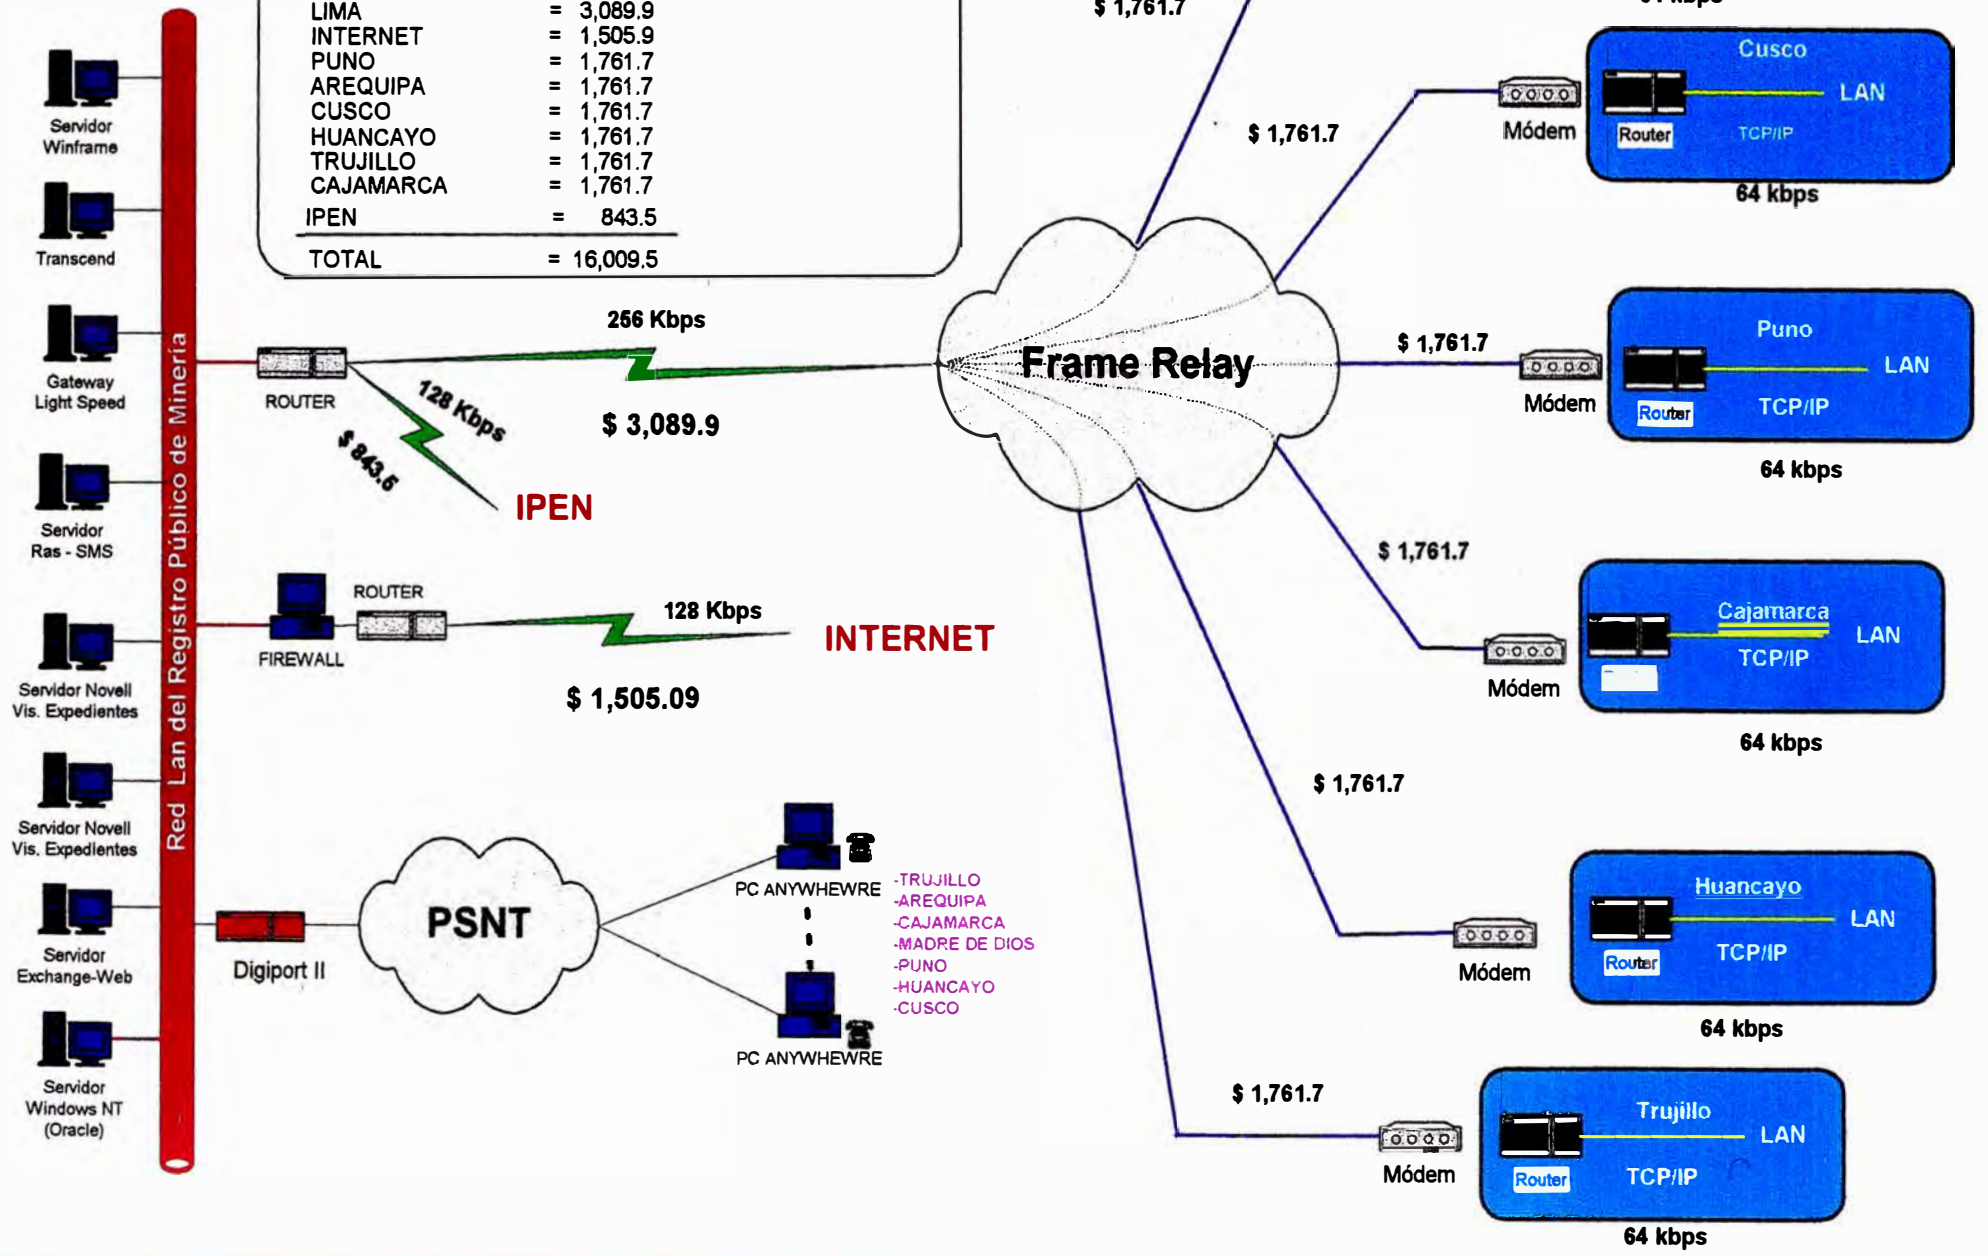 LIMA = 3,089.9
INTERNET = 1,505.9
PUNO = 1,761.7
AREQUIPA = 1,761.7
CUSCO = 1,761.7
HUANCAYO = 1,761.7
TRUJILLO = 1,761.7
CAJAMARCA = 1,761.7
IPEN = 843.5
TOTAL = 16,009.5
Servidor
Winframe
Transcend
Gateway
Light Speed
Servidor
Ras - SMS
Servidor Novell
Vis. Expedientes
Servidor Novell
Vis. Expedientes
Servidor
Exchange-Web
Servidor
Windows NT
(Oracle)
Red Lan del Registro Público de Minería
ROUTER
256 Kbps
$ 3,089.9
128 Kbps
$ 843.5
IPEN
FIREWALL
ROUTER
128 Kbps
$ 1,505.09
INTERNET
Digiport II
PSNT
PC ANYWHEWRE
PC ANYWHEWRE
-TRUJILLO
-AREQUIPA
-CAJAMARCA
-MADRE DE DIOS
-PUNO
-HUANCAYO
-CUSCO
Frame Relay
$ 1,761.7
$ 1,761.7
Módem
Cusco
Router
LAN
TCP/IP
64 kbps
$ 1,761.7
Módem
Puno
Router
LAN
TCP/IP
64 kbps
$ 1,761.7
Módem
Cajamarca
LAN
TCP/IP
64 kbps
$ 1,761.7
Módem
Huancayo
Router
LAN
TCP/IP
64 kbps
$ 1,761.7
Módem
Trujillo
Router
LAN
TCP/IP
64 kbps